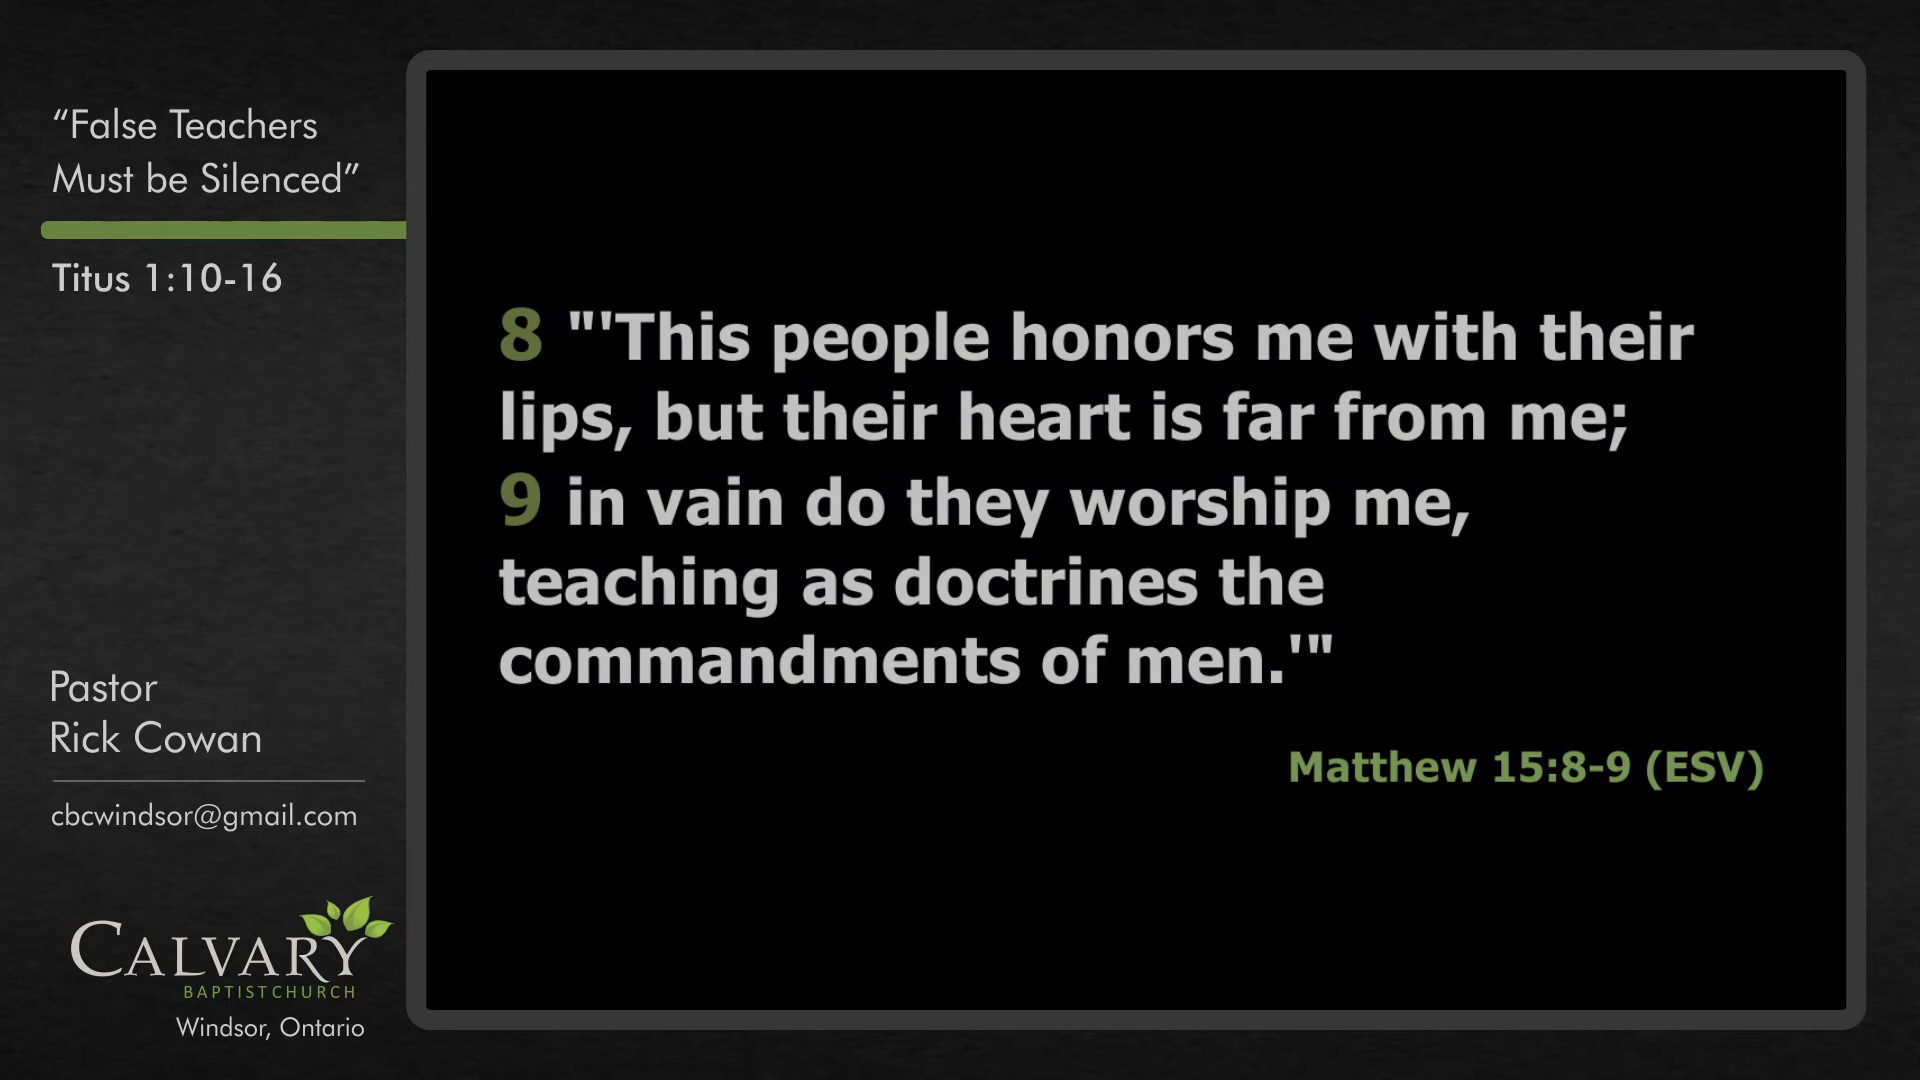 “False Teachers
Must be Silenced”
Titus 1:10-16
8 "'This people honors me with their
lips, but their heart is far from me;
9 in vain do they worship me,
teaching as doctrines the
commandments of men.'"
Matthew 15:8-9 (ESV)
Pastor
Rick Cowan
cbcwindsor@gmail.com
CALVARY
BAPTISTCHURCH
Windsor, Ontario